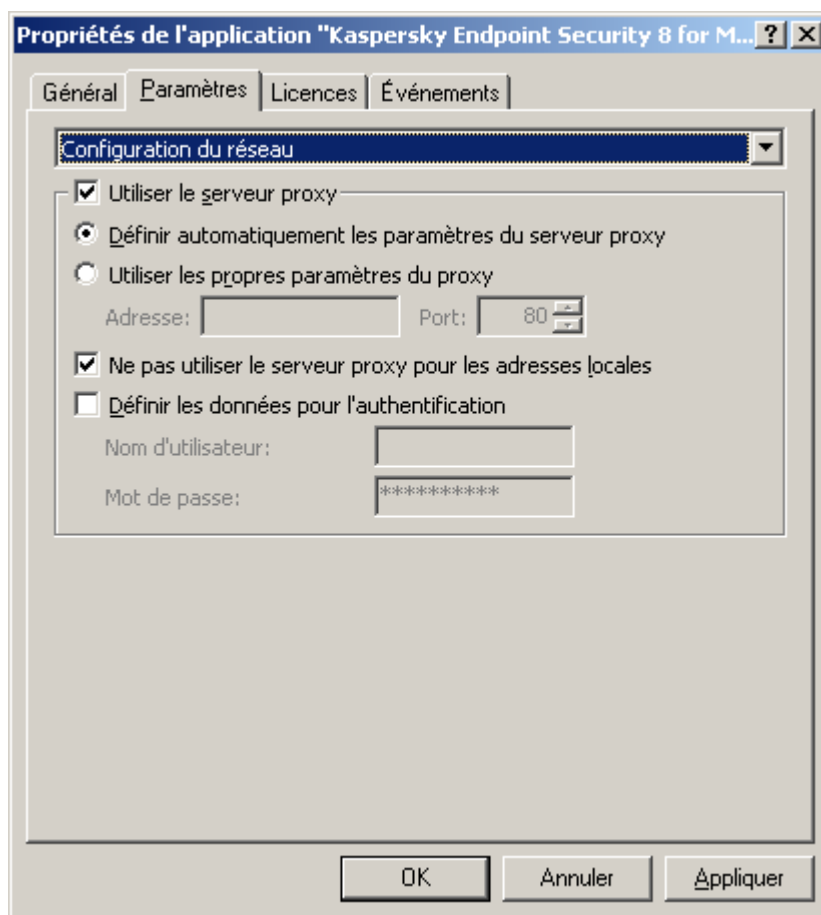 Propriétés de l'application "Kaspersky Endpoint Security 8 for M...
Général Paramètres Licences Événements
Configuration du réseau
Utiliser le serveur proxy
Définir automatiquement les paramètres du serveur proxy
Utiliser les propres paramètres du proxy
Adresse: Port: 80
Ne pas utiliser le serveur proxy pour les adresses locales
Définir les données pour l'authentification
Nom d'utilisateur:
Mot de passe: **********
OK Annuler Appliquer